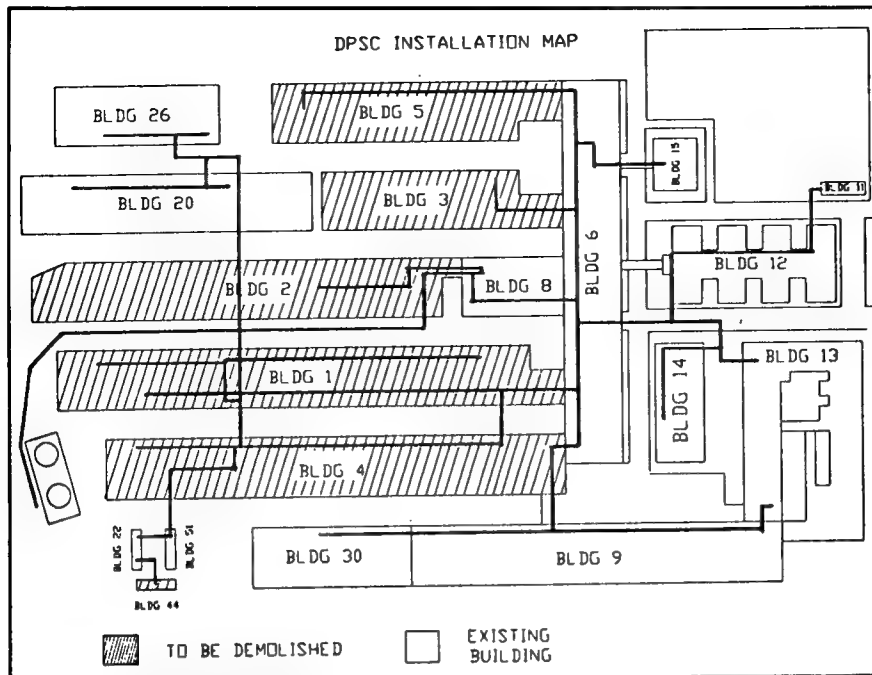 DPSC INSTALLATION MAP
BLDG 26
BLDG 5
BLDG 15
BLDG 11
BLDG 20
BLDG 3
BLDG 6
BLDG 12
BLDG 2
BLDG 8
BLDG 1
BLDG 14
BLDG 13
BLDG 4
BLDG 22
BLDG 51
BLDG 30
BLDG 9
BLDG 44
TO BE DEMOLISHED
EXISTING
BUILDING